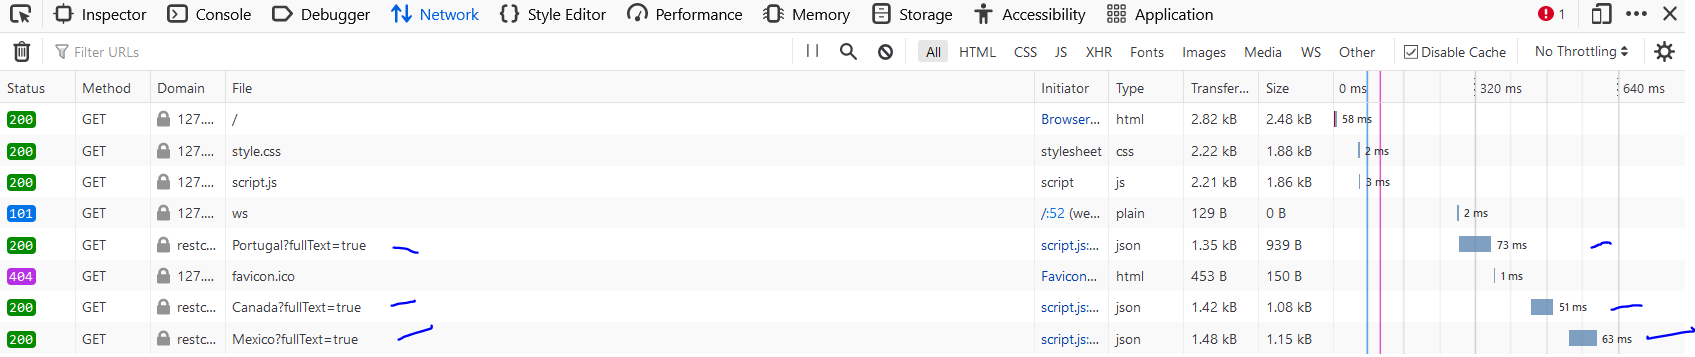 Inspector Console Debugger Network Style Editor Performance Memory Storage Accessibility Application 1
Filter URLs All HTML CSS JS XHR Fonts Images Media WS Other Disable Cache No Throttling
Status Method Domain File Initiator Type Transfer... Size 0 ms 320 ms 640 ms
200 GET 127.... / Browser... html 2.82 kB 2.48 kB 58 ms
200 GET 127.... style.css stylesheet css 2.22 kB 1.88 kB 2 ms
200 GET 127.... script.js script js 2.21 kB 1.86 kB 3 ms
101 GET 127.... ws /:52 (we... plain 129 B 0 B 2 ms
200 GET restc... Portugal?fullText=true script.js:... json 1.35 kB 939 B 73 ms
404 GET 127.... favicon.ico Favicon... html 453 B 150 B 1 ms
200 GET restc... Canada?fullText=true script.js:... json 1.42 kB 1.08 kB 51 ms
200 GET restc... Mexico?fullText=true script.js:... json 1.48 kB 1.15 kB 63 ms